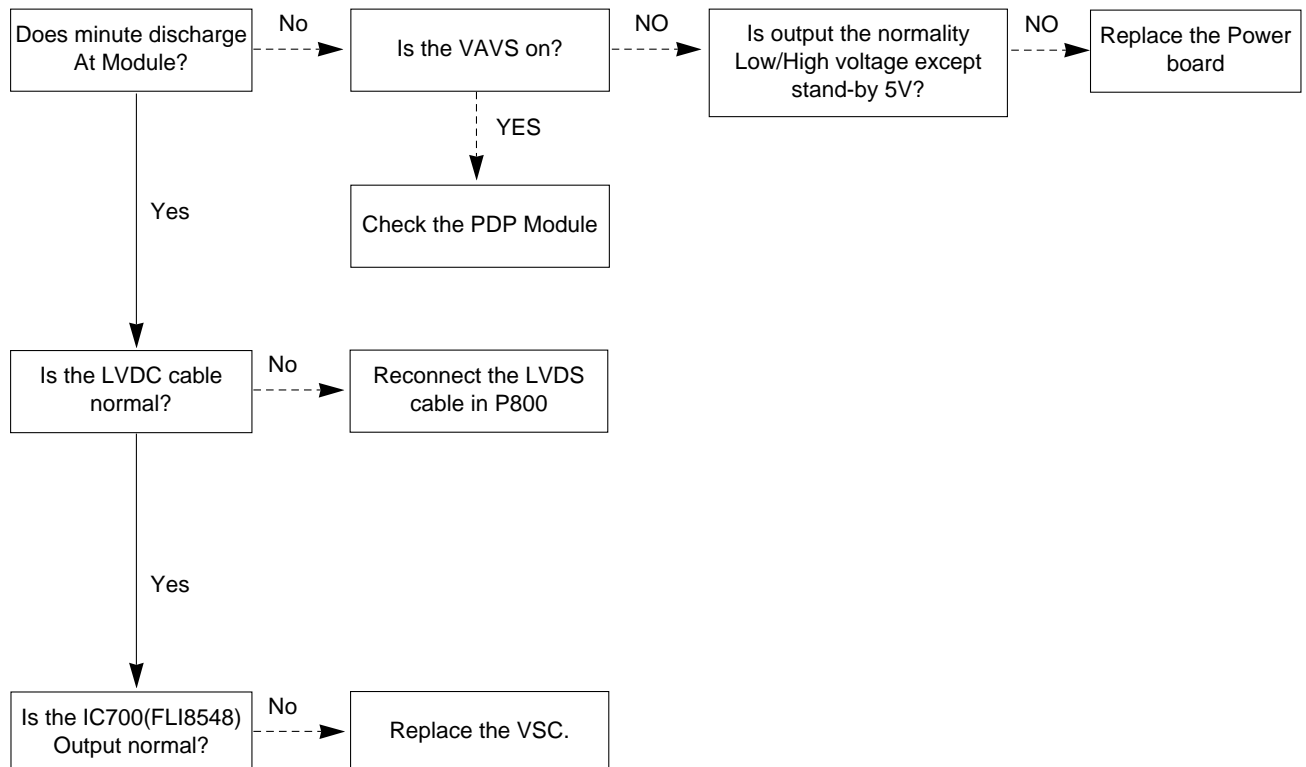 Does minute discharge
At Module?
No
Is the VAVS on?
NO
Is output the normality
Low/High voltage except
stand-by 5V?
NO
Replace the Power
board
YES
Check the PDP Module
Yes
Is the LVDC cable
normal?
No
Reconnect the LVDS
cable in P800
Yes
Is the IC700(FLI8548)
Output normal?
No
Replace the VSC.